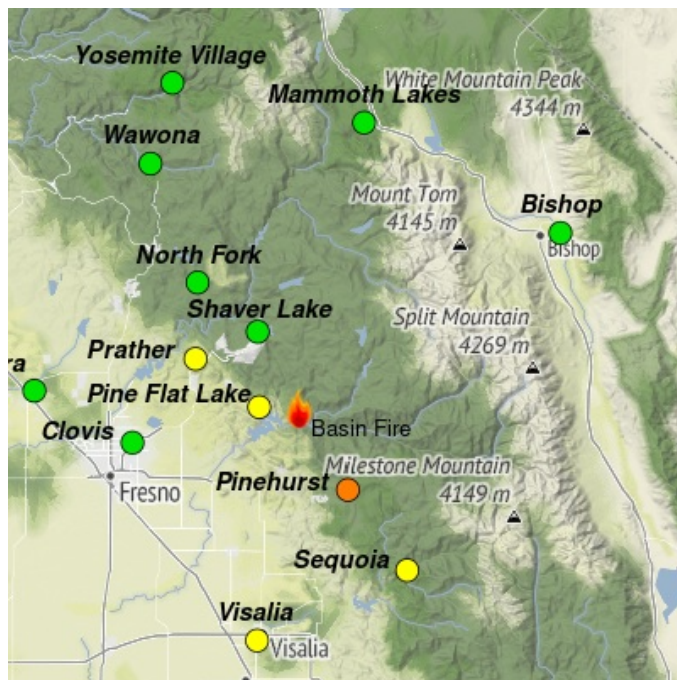 Yosemite Village
White Mountain Peak
4344 m
Mammoth Lakes
Wawona
Mount Tom
4145 m
Bishop
Bishop
North Fork
Shaver Lake
Split Mountain
4269 m
Prather
ra
Pine Flat Lake
Basin Fire
Clovis
Milestone Mountain
4149 m
Pinehurst
Fresno
Sequoia
Visalia
Visalia